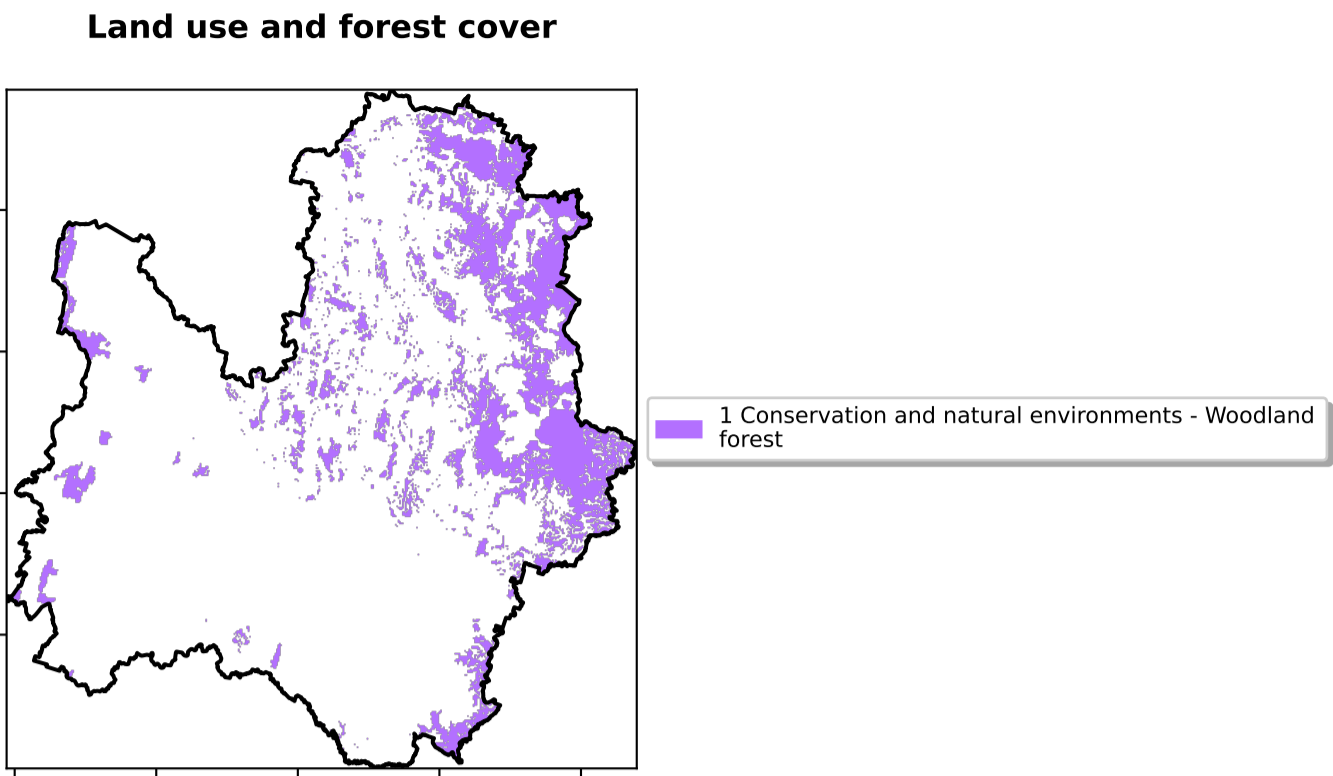 Land use and forest cover
1 Conservation and natural environments - Woodland
forest